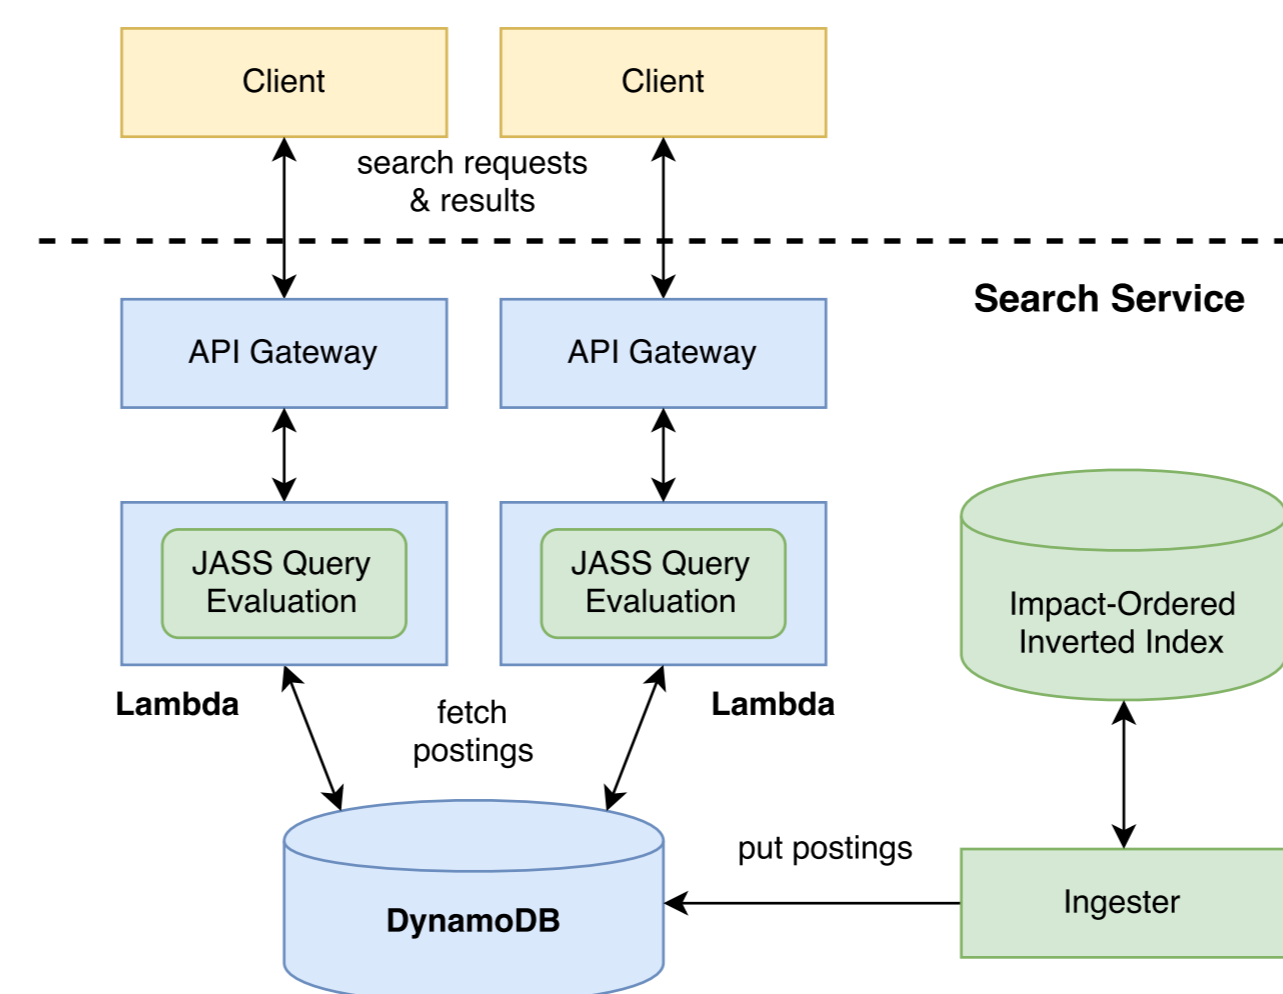 Client
Client
search requests
& results
Search Service
API Gateway
API Gateway
JASS Query
Evaluation
JASS Query
Evaluation
Impact-Ordered
Inverted Index
Lambda
fetch
postings
Lambda
put postings
DynamoDB
Ingester